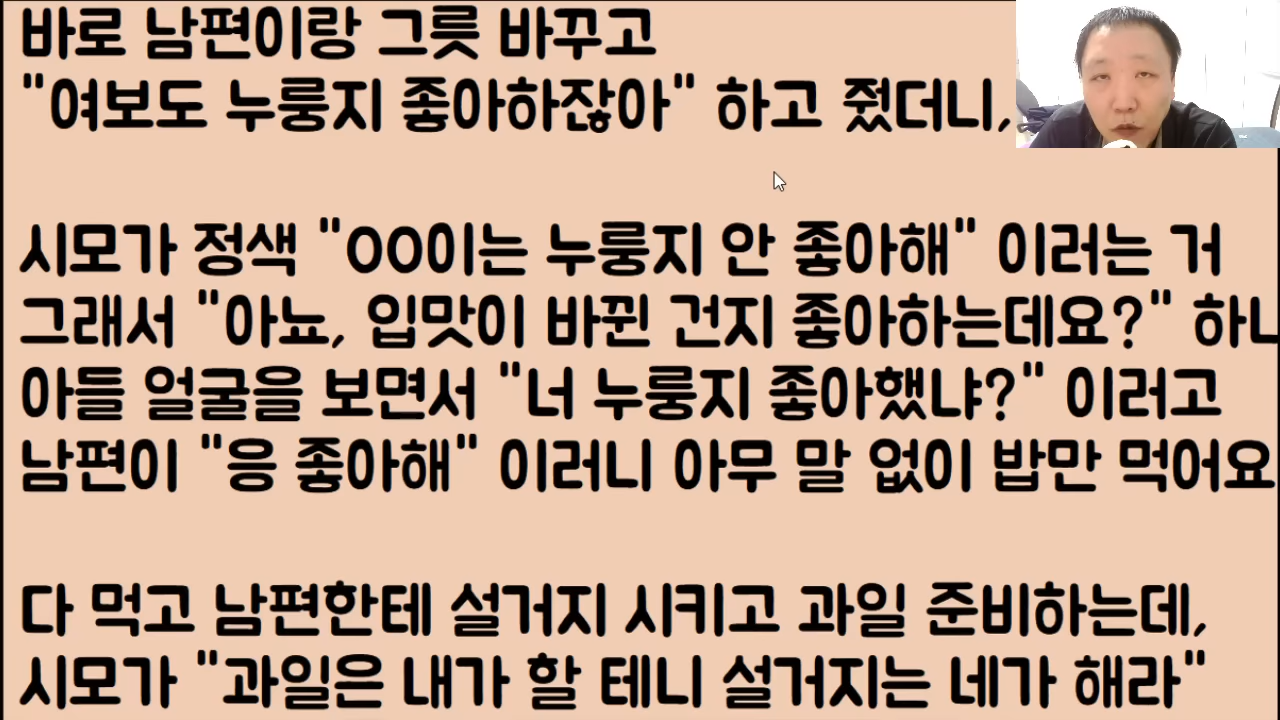 바로 남편이랑 그릇 바꾸고
"여보도 누룽지 좋아하잖아" 하고 줬더니,
시모가 정색 "OO이는 누룽지 안 좋아해" 이러는 거
그래서 "아뇨, 입맛이 바뀐 건지 좋아하는데요?"
아들 얼굴을 보면서 "너 누룽지 좋아했냐?" 이러고
남편이 "응 좋아해" 이러니 아무 말 없이 밥만 먹어요
다 먹고 남편한테 설거지 시키고 과일 준비하는데,
시모가 "과일은 내가 할 테니 설거지는 네가 해라"